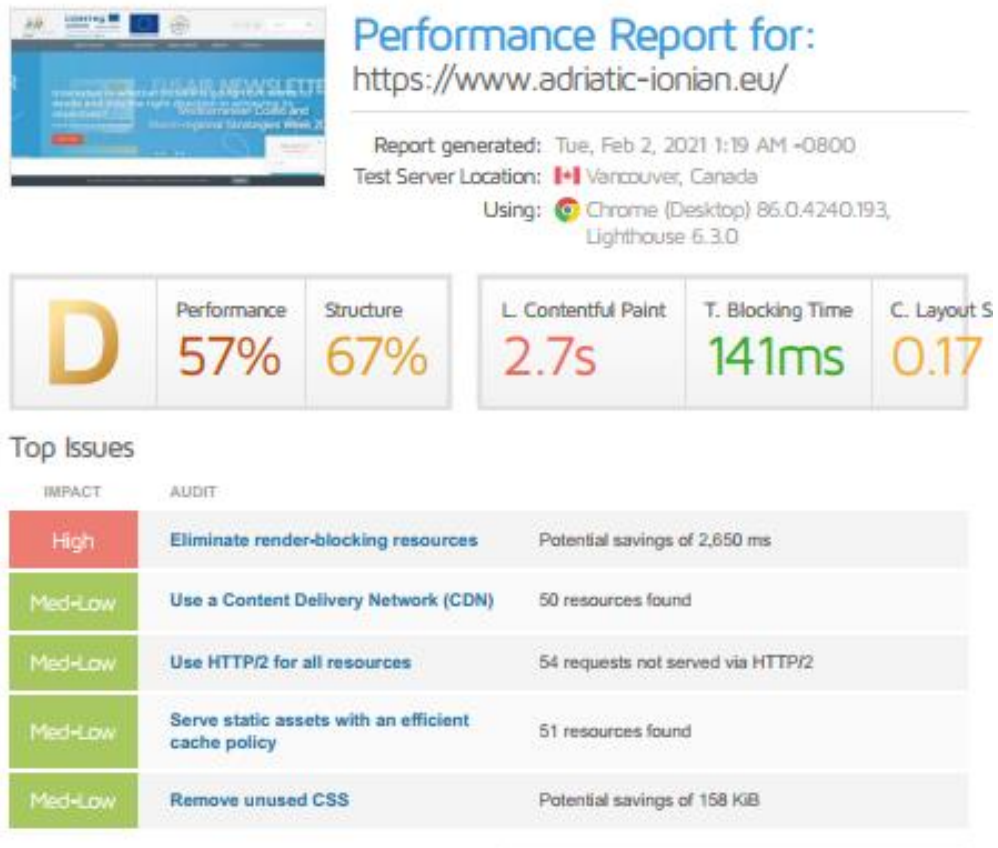 Performance Report for:
https://www.adriatic-ionian.eu/
Report generated: Tue, Feb 2, 2021 1:19 AM -0800
Test Server Location: Vancouver, Canada
Using: Chrome (Desktop) 86.0.4240.193,
Lighthouse 6.3.0
D
Performance
57%
Structure
67%
L. Contentful Paint
2.7s
T. Blocking Time
141ms
C. Layout S
0.17
Top Issues
IMPACT AUDIT
High Eliminate render-blocking resources Potential savings of 2,650 ms
Med-Low Use a Content Delivery Network (CDN) 50 resources found
Med-Low Use HTTP/2 for all resources 54 requests not served via HTTP/2
Med-Low Serve static assets with an efficient
cache policy 51 resources found
Med-Low Remove unused CSS Potential savings of 158 KiB